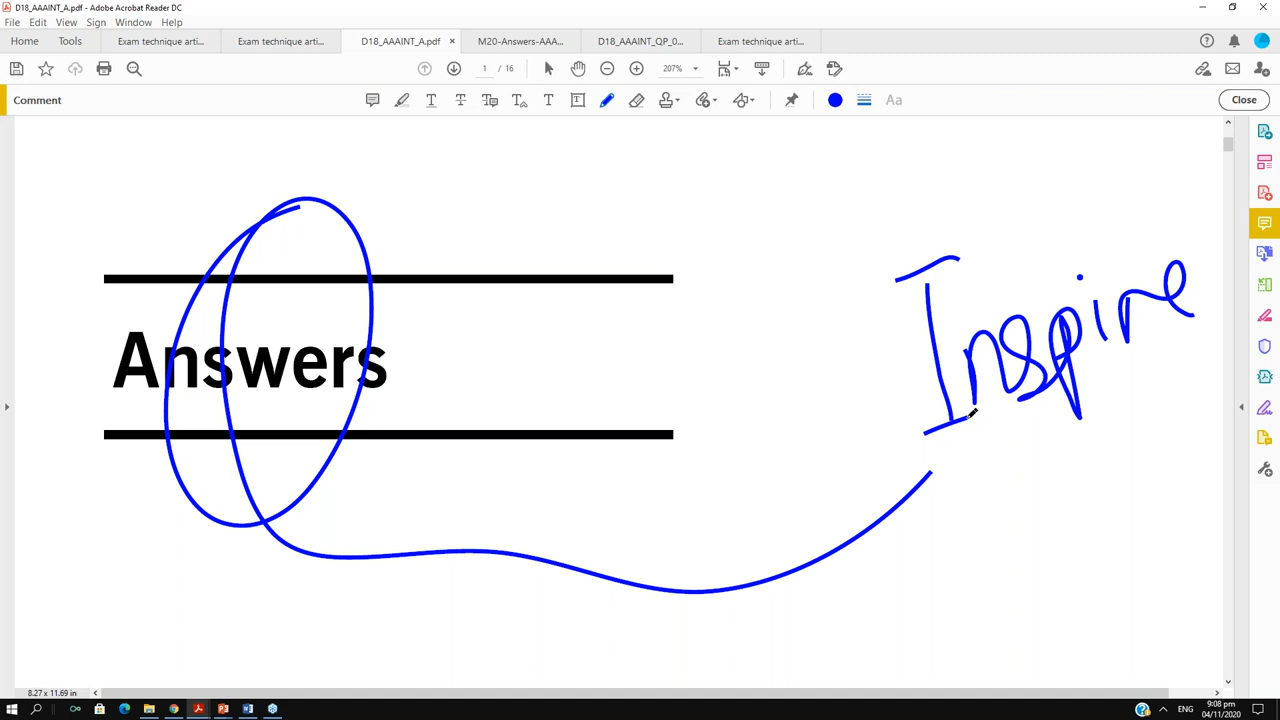 D18_AAAINT_A.pdf - Adobe Acrobat Reader DC
File Edit View Sign Window Help
Home Tools Exam technique arti... Exam technique arti... D18_AAAINT_A.pdf × M20-Answers-AAA... D18_AAAINT_QP_0... Exam technique arti...
1 / 16 207%
Comment Aa Close
Answers
Inspire
8.27 x 11.69 in
ENG 9:08 pm
04/11/2020